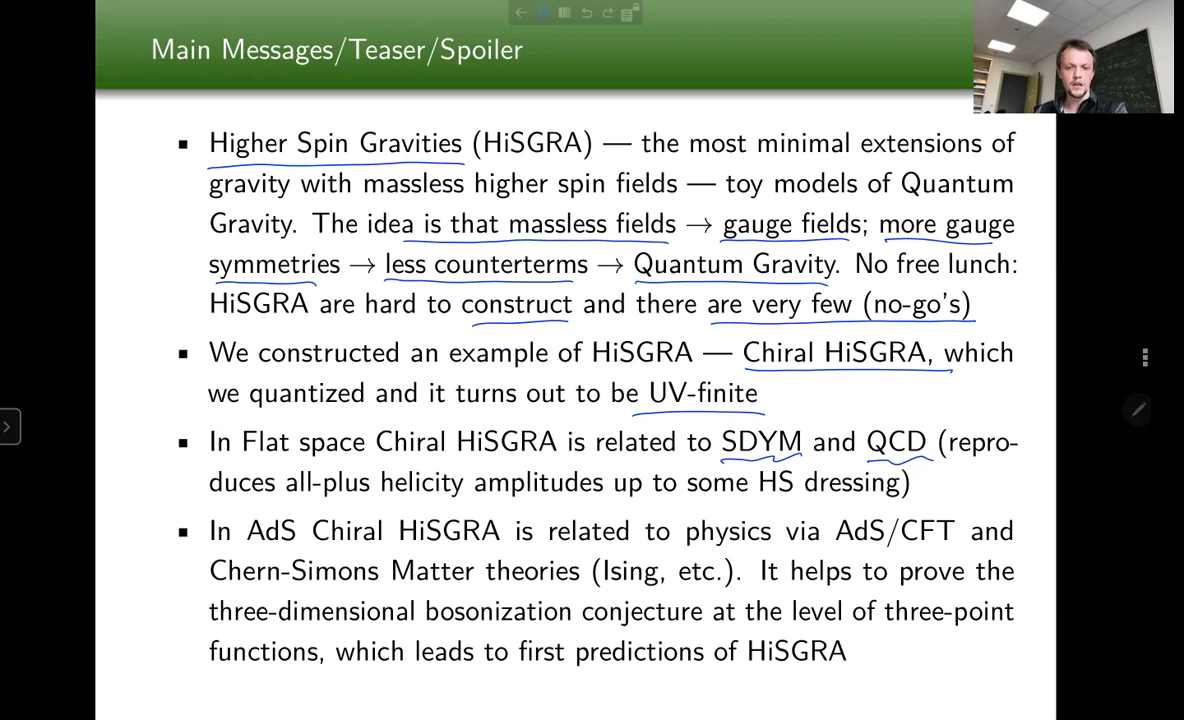 Main Messages/Teaser/Spoiler
▪ Higher Spin Gravities (HiSGRA) — the most minimal extensions of
gravity with massless higher spin fields — toy models of Quantum
Gravity. The idea is that massless fields → gauge fields; more gauge
symmetries → less counterterms → Quantum Gravity. No free lunch:
HiSGRA are hard to construct and there are very few (no-go's)
▪ We constructed an example of HiSGRA — Chiral HiSGRA, which
we quantized and it turns out to be UV-finite
▪ In Flat space Chiral HiSGRA is related to SDYM and QCD (repro-
duces all-plus helicity amplitudes up to some HS dressing)
▪ In AdS Chiral HiSGRA is related to physics via AdS/CFT and
Chern-Simons Matter theories (Ising, etc.). It helps to prove the
three-dimensional bosonization conjecture at the level of three-point
functions, which leads to first predictions of HiSGRA